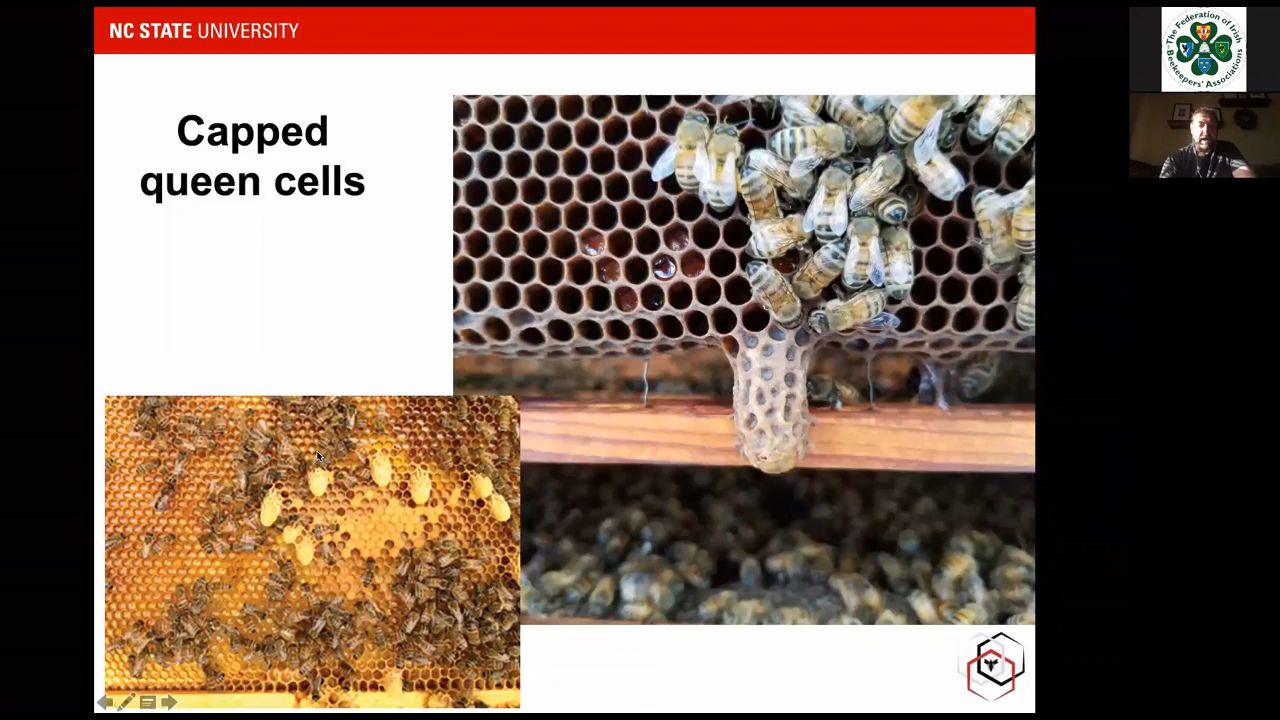 NC STATE UNIVERSITY
Capped
queen cells
The Federation of Irish
Beekeepers' Associations